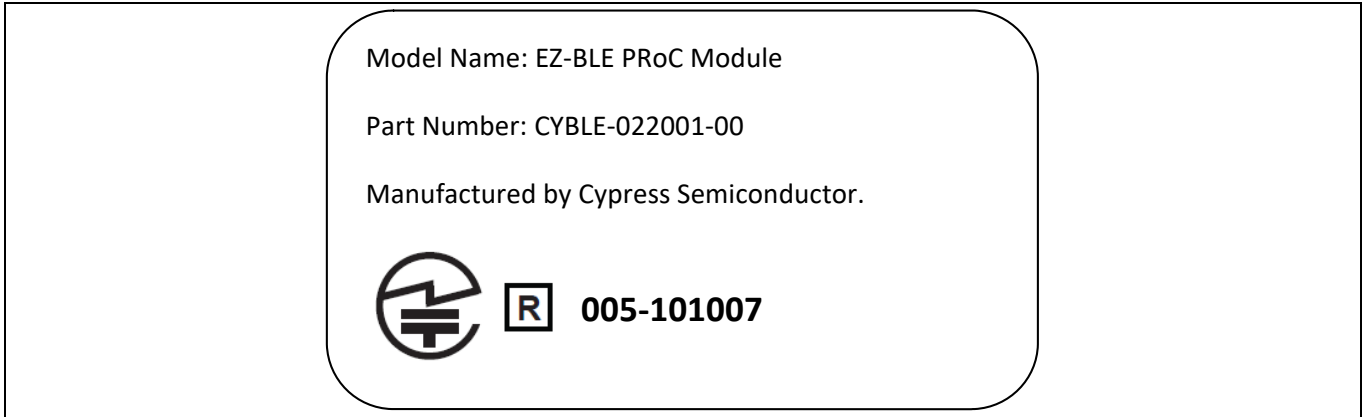 Model Name: EZ-BLE PRoC Module
Part Number: CYBLE-022001-00
Manufactured by Cypress Semiconductor.
R 005-101007